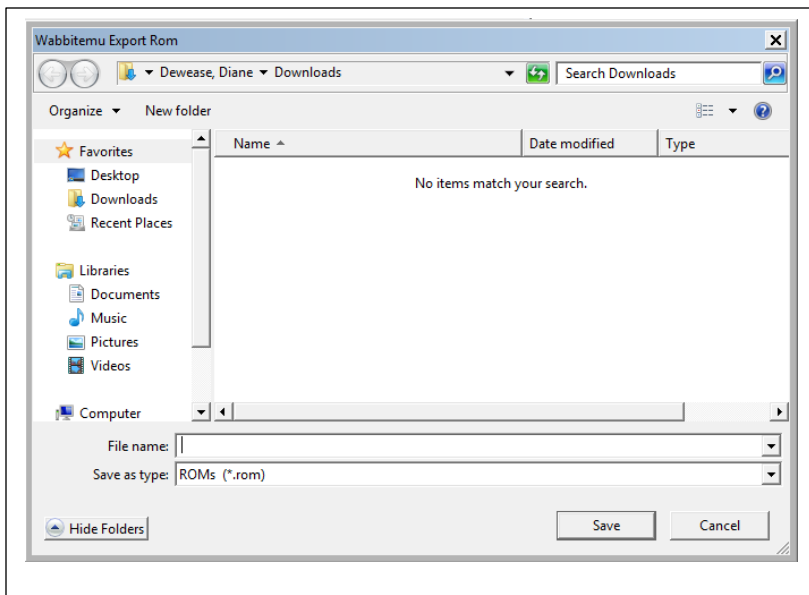 Wabbitemu Export Rom
Dewease, Diane Downloads Search Downloads
Organize New folder
Name Date modified Type
Favorites
No items match your search.
Desktop
Downloads
Recent Places
Libraries
Documents
Music
Pictures
Videos
Computer
File name:
Save as type: ROMs (*.rom)
Hide Folders Save Cancel